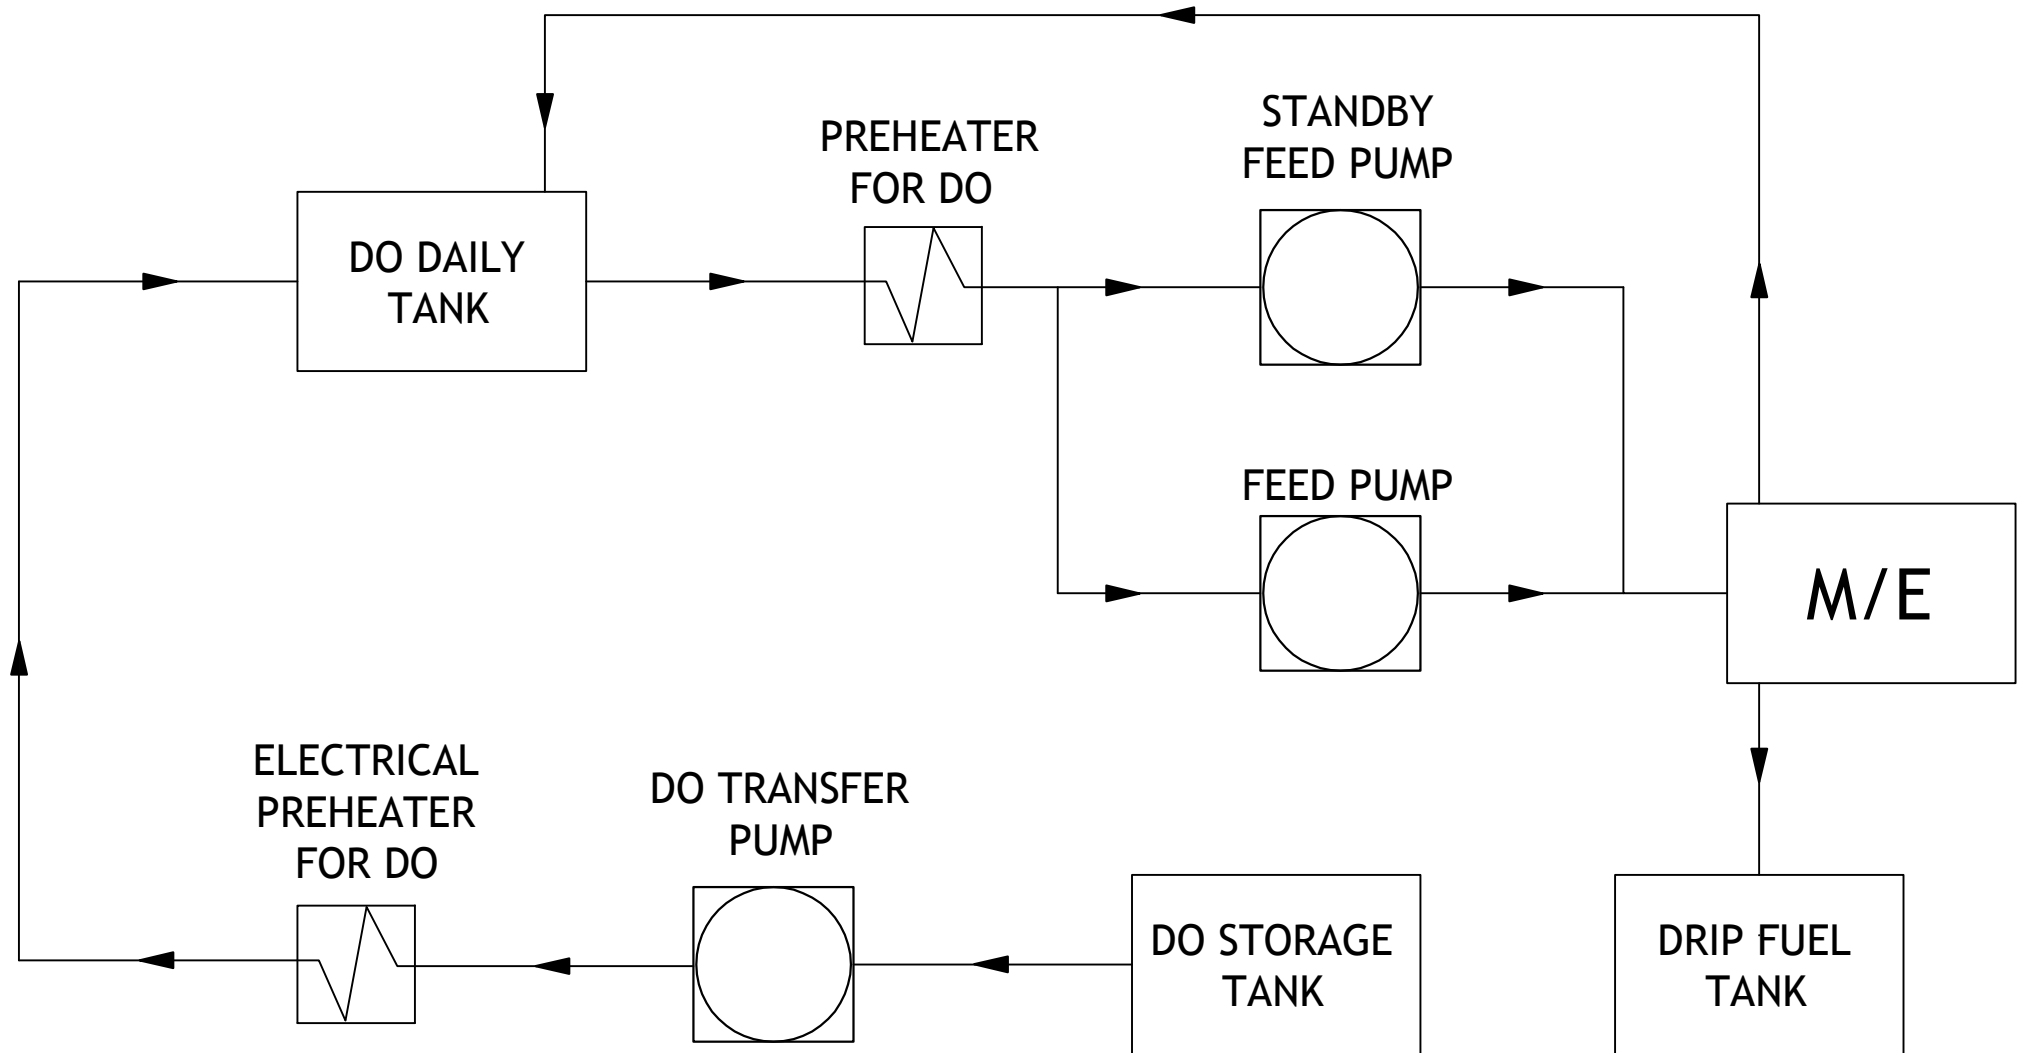 STANDBY
FEED PUMP
PREHEATER
FOR DO
DO DAILY
TANK
FEED PUMP
M/E
ELECTRICAL
PREHEATER
FOR DO
DO TRANSFER
PUMP
DO STORAGE
TANK
DRIP FUEL
TANK